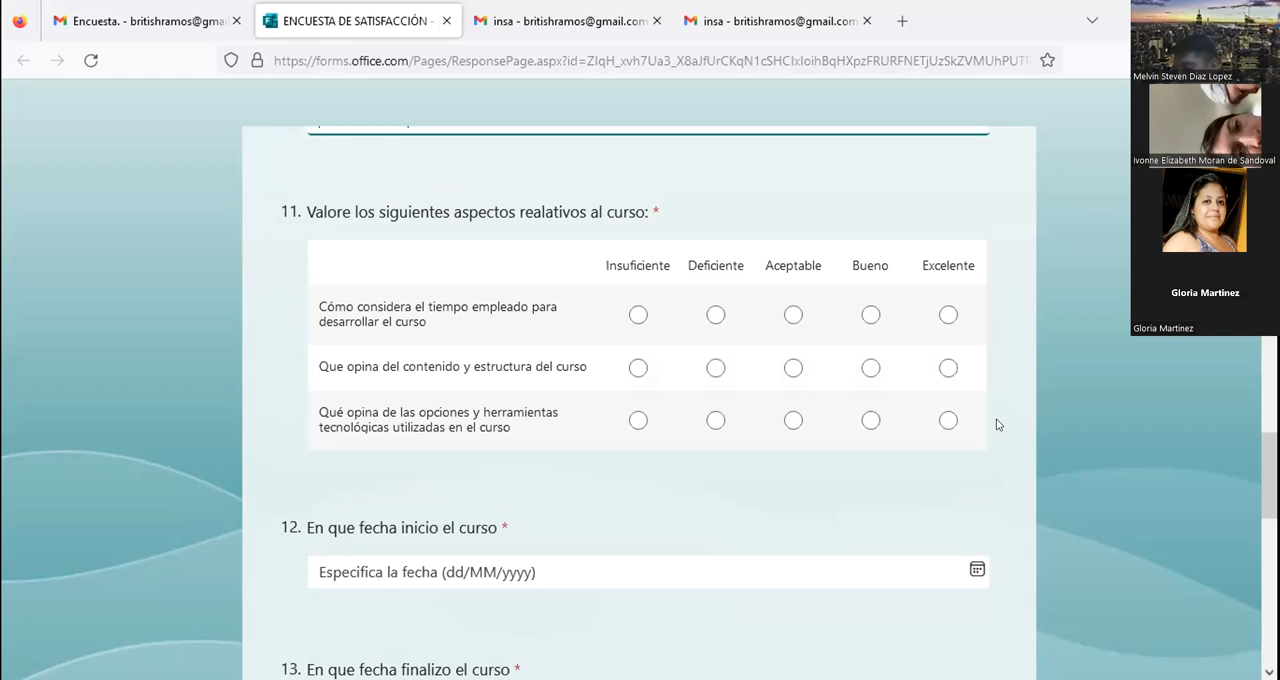 Encuesta. - britishramos@gmai
ENCUESTA DE SATISFACCIÓN -
insa - britishramos@gmail.com
insa - britishramos@gmail.com
https://forms.office.com/Pages/ResponsePage.aspx?id=
Melvin Steven Diaz Lopez
Ivonne Elizabeth Moran de Sandoval
Gloria Martinez
Gloria Martinez
11. Valore los siguientes aspectos realativos al curso: *
Insuficiente Deficiente Aceptable Bueno Excelente
Cómo considera el tiempo empleado para
desarrollar el curso
Que opina del contenido y estructura del curso
Qué opina de las opciones y herramientas
tecnológicas utilizadas en el curso
12. En que fecha inicio el curso *
Especifica la fecha (dd/MM/yyyy)
13. En que fecha finalizo el curso *